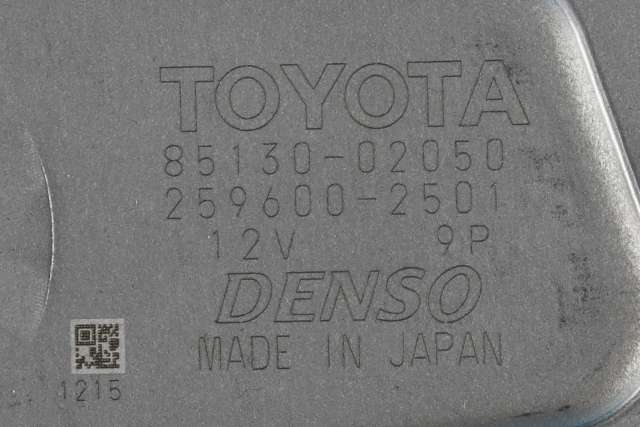 TOYOTA
85130-02050
259600-2501
12V 9P
DENSO
MADE IN JAPAN
1215